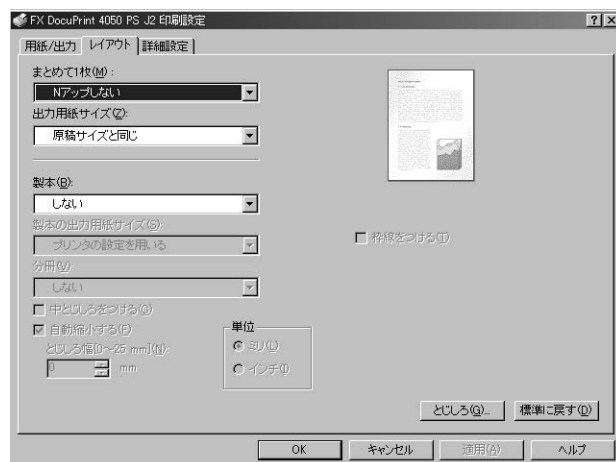 FX DocuPrint 4050 PS J2 印刷設定
用紙/出力 レイアウト 詳細設定
まとめて1枚(M):
Nアップしない
出力用紙サイズ(Z):
原稿サイズと同じ
製本(B):
しない
製本の出力用紙サイズ(S):
プリンタの設定を用いる
分冊(V):
しない
中とじしろをつける(O)
自動縮小する(F)
とじしろ幅[0~25 mm](N):
0 mm
単位
ミリ(L)
インチ(I)
枠線をつける(T)
とじしろ(G)... 標準に戻す(D)
OK キャンセル 適用(A) ヘルプ